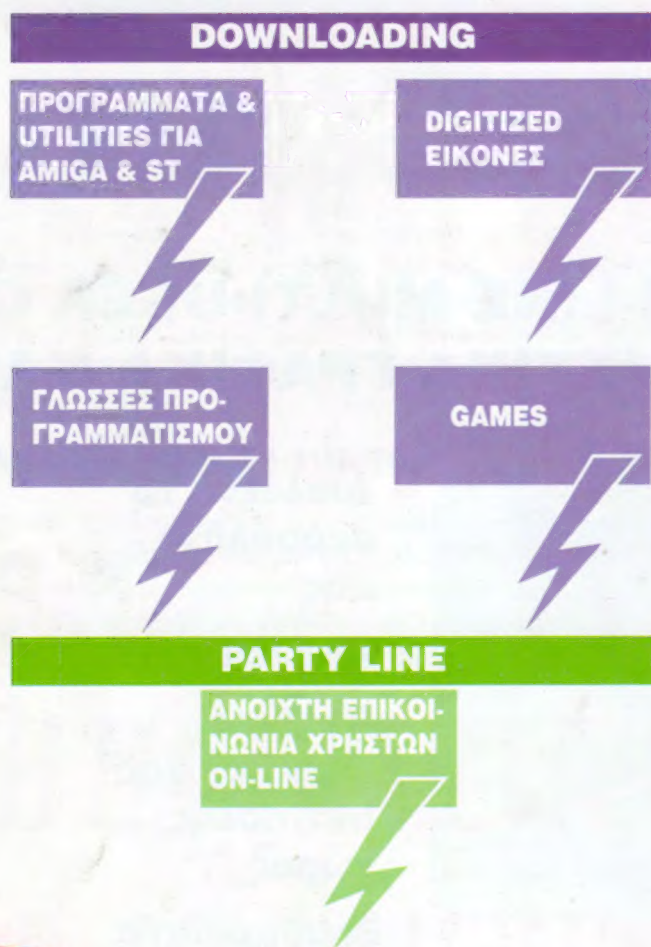 DOWNLOADING
ΠΡΟΓΡΑΜΜΑΤΑ &
UTILITIES ΓΙΑ
AMIGA & ST
DIGITIZED
ΕΙΚΟΝΕΣ
ΓΛΩΣΣΕΣ ΠΡΟ-
ΓΡΑΜΜΑΤΙΣΜΟΥ
GAMES
PARTY LINE
ΑΝΟΙΧΤΗ ΕΠΙΚΟΙ-
ΝΩΝΙΑ ΧΡΗΣΤΩΝ
ON-LINE